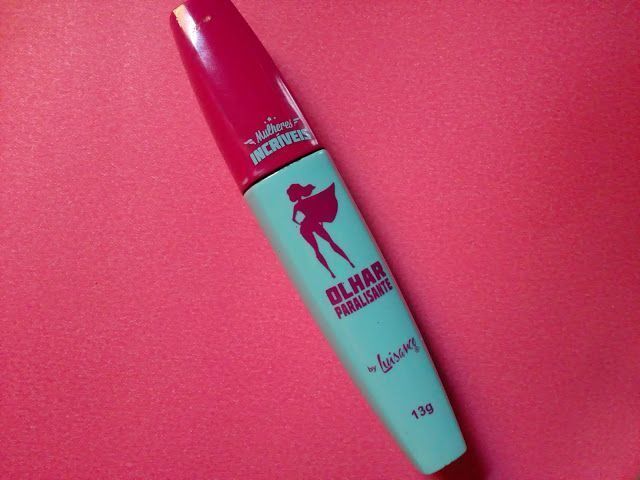 Mulheres
INCRÍVEIS
OLHAR
PARALISANTE
by Luisance
13g